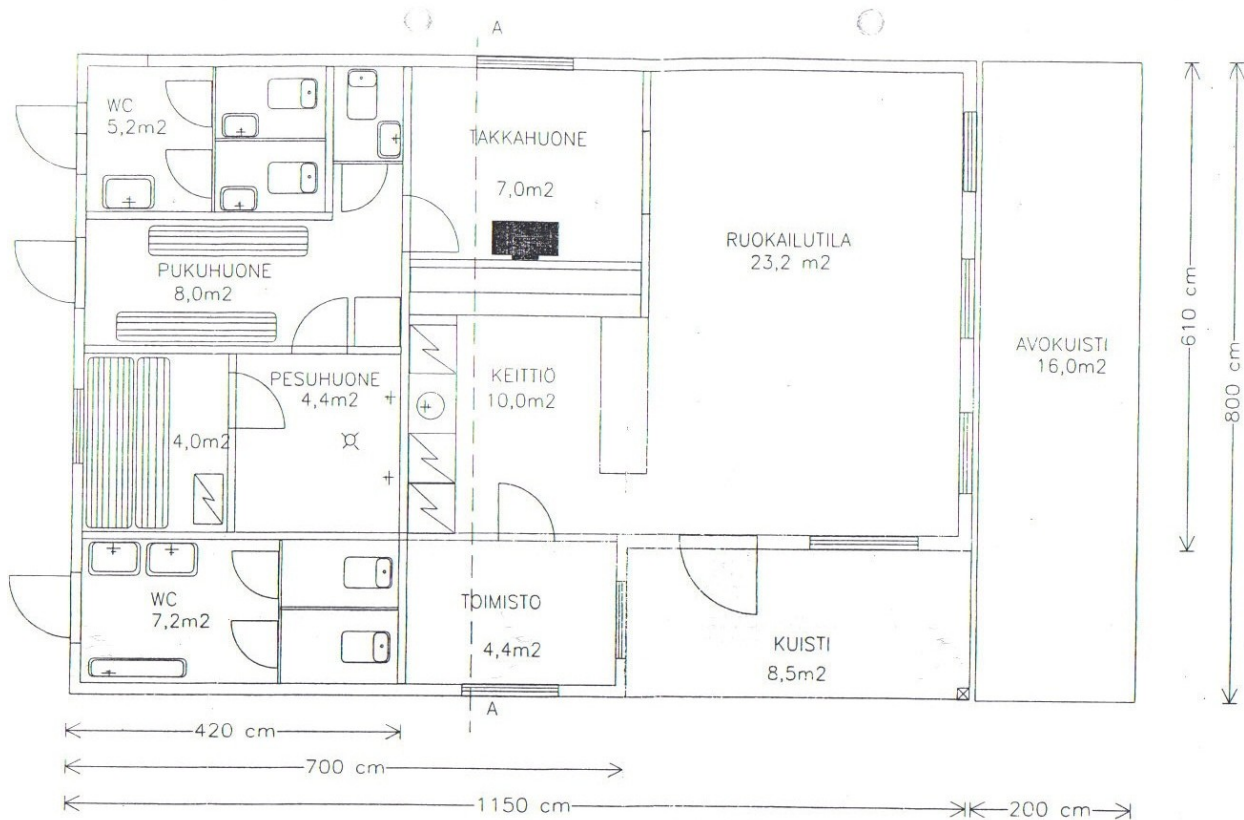 A
WC
5,2m2
TAKKAHUONE
7,0m2
RUOKAILUTILA
23,2 m2
PUKUHUONE
8,0m2
610 cm
800 cm
AVOKUISTI
16,0m2
PESUHUONE
4,4m2
KEITTIÖ
10,0m2
4,0m2
WC
7,2m2
TOIMISTO
4,4m2
KUISTI
8,5m2
A
420 cm
700 cm
1150 cm
200 cm